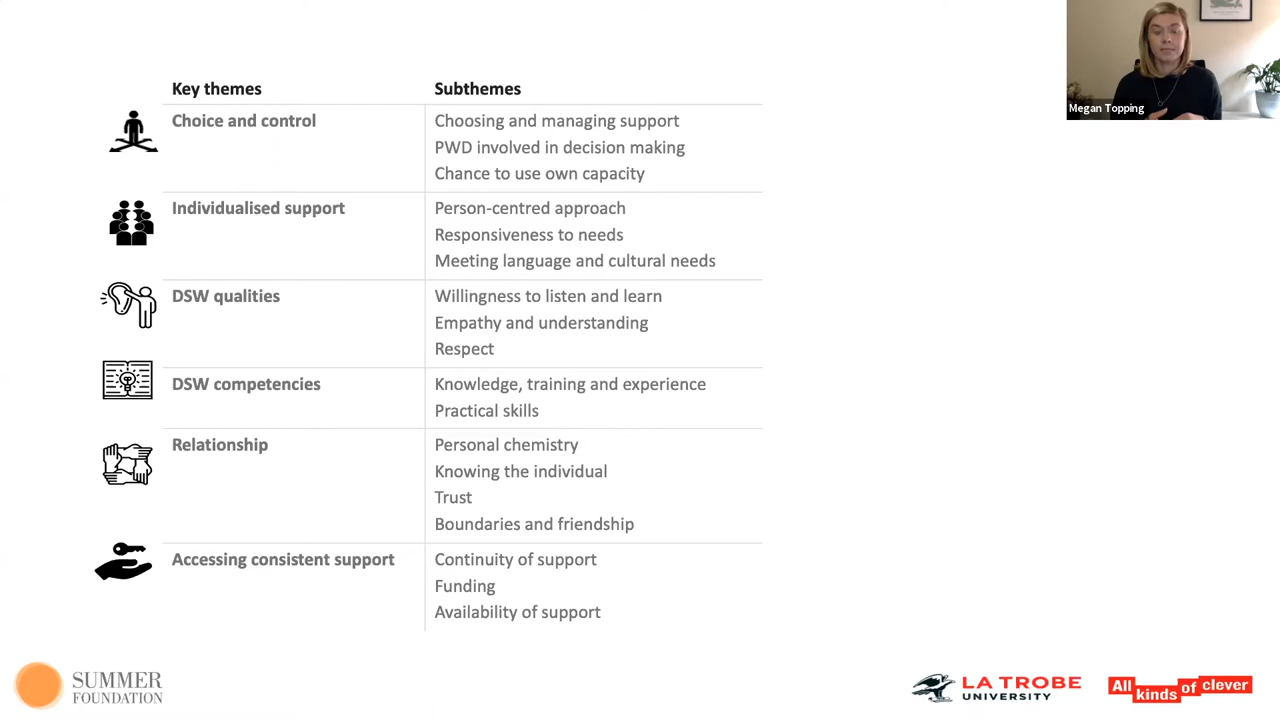 Megan Topping
Key themes Subthemes
Choice and control Choosing and managing support
PWD involved in decision making
Chance to use own capacity
Individualised support Person-centred approach
Responsiveness to needs
Meeting language and cultural needs
DSW qualities Willingness to listen and learn
Empathy and understanding
Respect
DSW competencies Knowledge, training and experience
Practical skills
Relationship Personal chemistry
Knowing the individual
Trust
Boundaries and friendship
Accessing consistent support Continuity of support
Funding
Availability of support
SUMMER
FOUNDATION
LA TROBE
UNIVERSITY
All kinds of clever